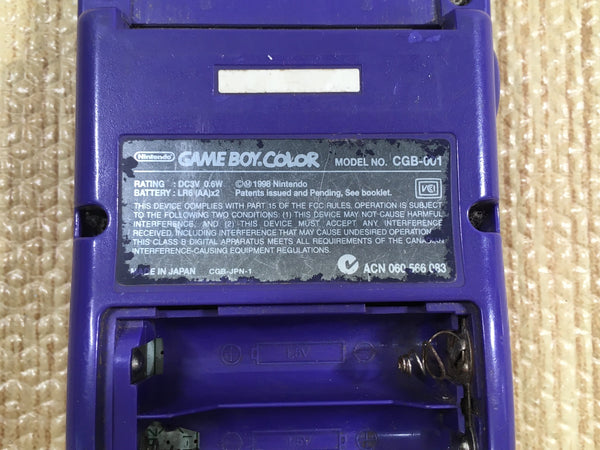 Nintendo GAME BOY COLOR MODEL NO. CGB-001
RATING : DC3V 0.6W ©Ⓜ1998 Nintendo
BATTERY : LR6 (AA)x2 Patents issued and Pending, See booklet. VCI
THIS DEVICE COMPLIES WITH PART 15 OF THE FCC RULES. OPERATION IS SUBJECT
TO THE FOLLOWING TWO CONDITIONS: (1) THIS DEVICE MAY NOT CAUSE HARMFUL
INTERFERENCE, AND (2) THIS DEVICE MUST ACCEPT ANY INTERFERENCE
RECEIVED, INCLUDING INTERFERENCE THAT MAY CAUSE UNDESIRED OPERATION
THIS CLASS B DIGITAL APPARATUS MEETS ALL REQUIREMENTS OF THE CANADIAN
INTERFERENCE-CAUSING EQUIPMENT REGULATIONS.
MADE IN JAPAN CGB-JPN-1 ACN 060 566 083
1.5V
1.5V